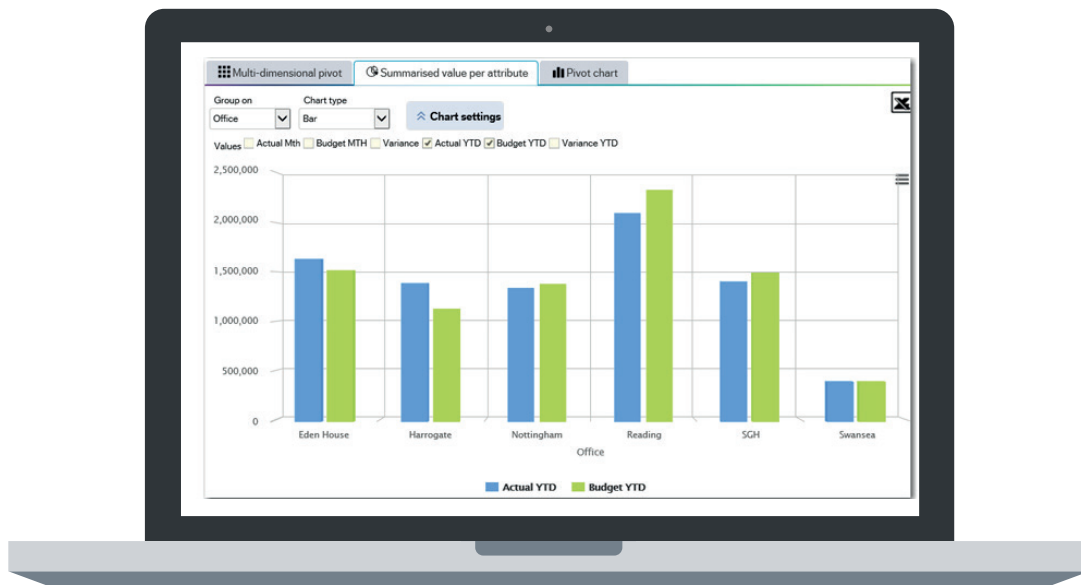 Multi-dimensional pivot Summarised value per attribute Pivot chart
Group on Chart type
Office Bar Chart settings
Values Actual Mth Budget MTH Variance Actual YTD Budget YTD Variance YTD
2,500,000
2,000,000
1,500,000
1,000,000
500,000
0
Eden House Harrogate Nottingham Reading SGH Swansea
Office
Actual YTD Budget YTD